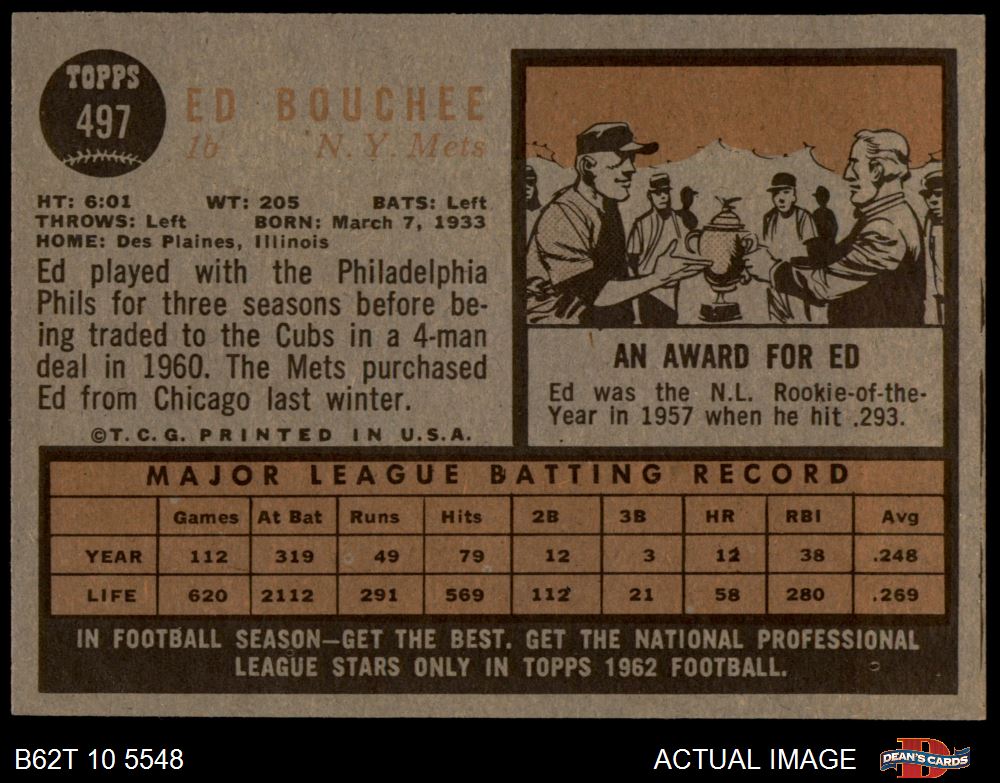 TOPPS
497
ED BOUCHEE
1b N. Y. Mets
HT: 6:01 WT: 205 BATS: Left
THROWS: Left BORN: March 7, 1933
HOME: Des Plaines, Illinois
Ed played with the Philadelphia
Phils for three seasons before be-
ing traded to the Cubs in a 4-man
deal in 1960. The Mets purchased
Ed from Chicago last winter.
©T. C. G. PRINTED IN U.S.A.
AN AWARD FOR ED
Ed was the N.L. Rookie-of-the-
Year in 1957 when he hit .293.
MAJOR LEAGUE BATTING RECORD
Games At Bat Runs Hits 2B 3B HR RBI Avg
YEAR 112 319 49 79 12 3 12 38 .248
LIFE 620 2112 291 569 112 21 58 280 .269
IN FOOTBALL SEASON—GET THE BEST. GET THE NATIONAL PROFESSIONAL
LEAGUE STARS ONLY IN TOPPS 1962 FOOTBALL.
B62T 10 5548 ACTUAL IMAGE DEAN'S CARDS